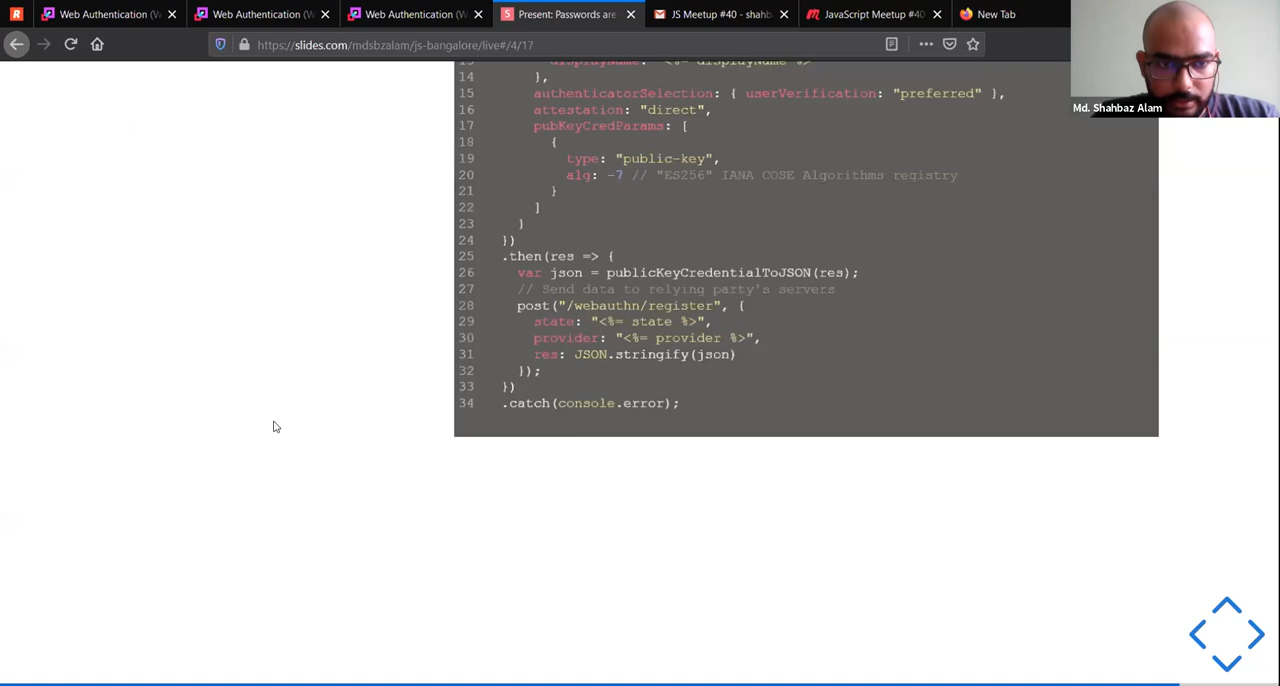 Web Authentication (W
Web Authentication (W
Web Authentication (W
Present: Passwords are
JS Meetup #40 - shahb
JavaScript Meetup #40
New Tab
https://slides.com/mdsbzalam/js-bangalore/live#/4/17
Md. Shahbaz Alam
13 displayName: "<%= displayName %>"
14 },
15 authenticatorSelection: { userVerification: "preferred" },
16 attestation: "direct",
17 pubKeyCredParams: [
18 {
19 type: "public-key",
20 alg: -7 // "ES256" IANA COSE Algorithms registry
21 }
22 ]
23 }
24 })
25 .then(res => {
26 var json = publicKeyCredentialToJSON(res);
27 // Send data to relying party's servers
28 post("/webauthn/register", {
29 state: "<%= state %>",
30 provider: "<%= provider %>",
31 res: JSON.stringify(json)
32 });
33 })
34 .catch(console.error);